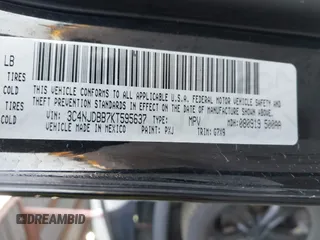 LB
TIRES
COLD
TIRES
COLD
THIS VEHICLE CONFORMS TO ALL APPLICABLE U.S.A. FEDERAL MOTOR VEHICLE SAFETY AND
THEFT PREVENTION STANDARDS IN EFFECT ON THE DATE OF MANUFACTURE SHOWN ABOVE.
VIN: 3C4NJDBB7KT595637 TYPE: MPV
MADE IN MEXICO PAINT: PXJ TRIM: MDH:
DREAMBID